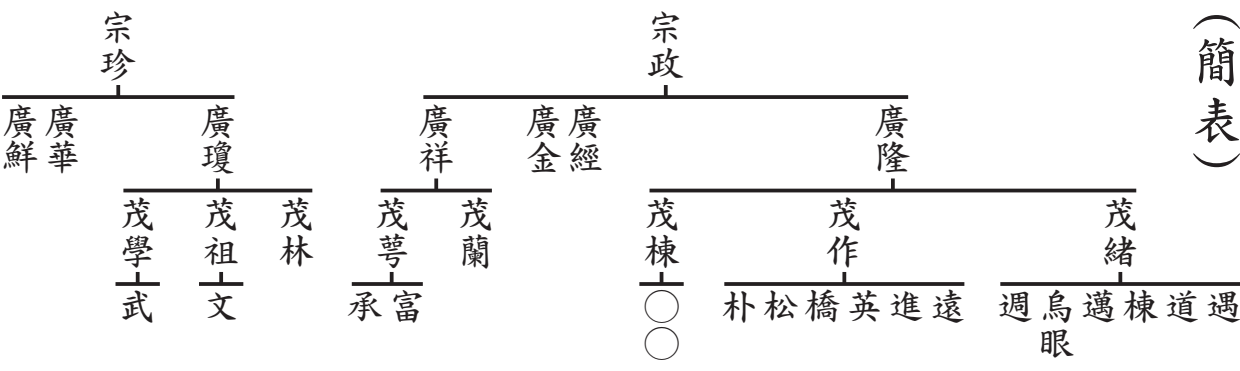 （簡表）
宗政
宗珍
廣隆
廣經
廣金
廣祥
廣瓊
廣華
廣鮮
茂緒
茂作
茂棟
茂蘭
茂萼
茂林
茂祖
茂學
遇
道
棟
邁
烏眼
週
遠
進
英
橋
松
朴
○○
富
承
文
武